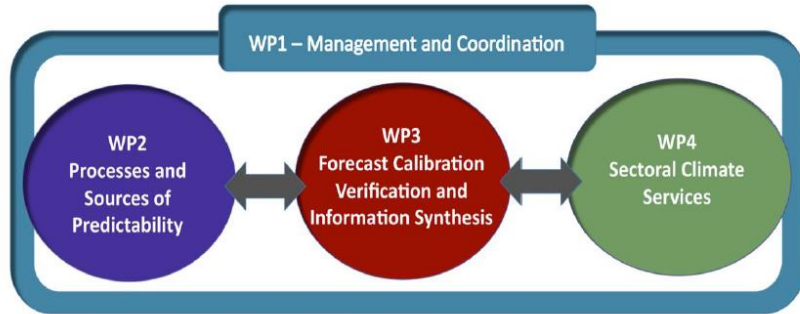 WP1 – Management and Coordination
WP2
Processes and
Sources of
Predictability
WP3
Forecast Calibration
Verification and
Information Synthesis
WP4
Sectoral Climate
Services